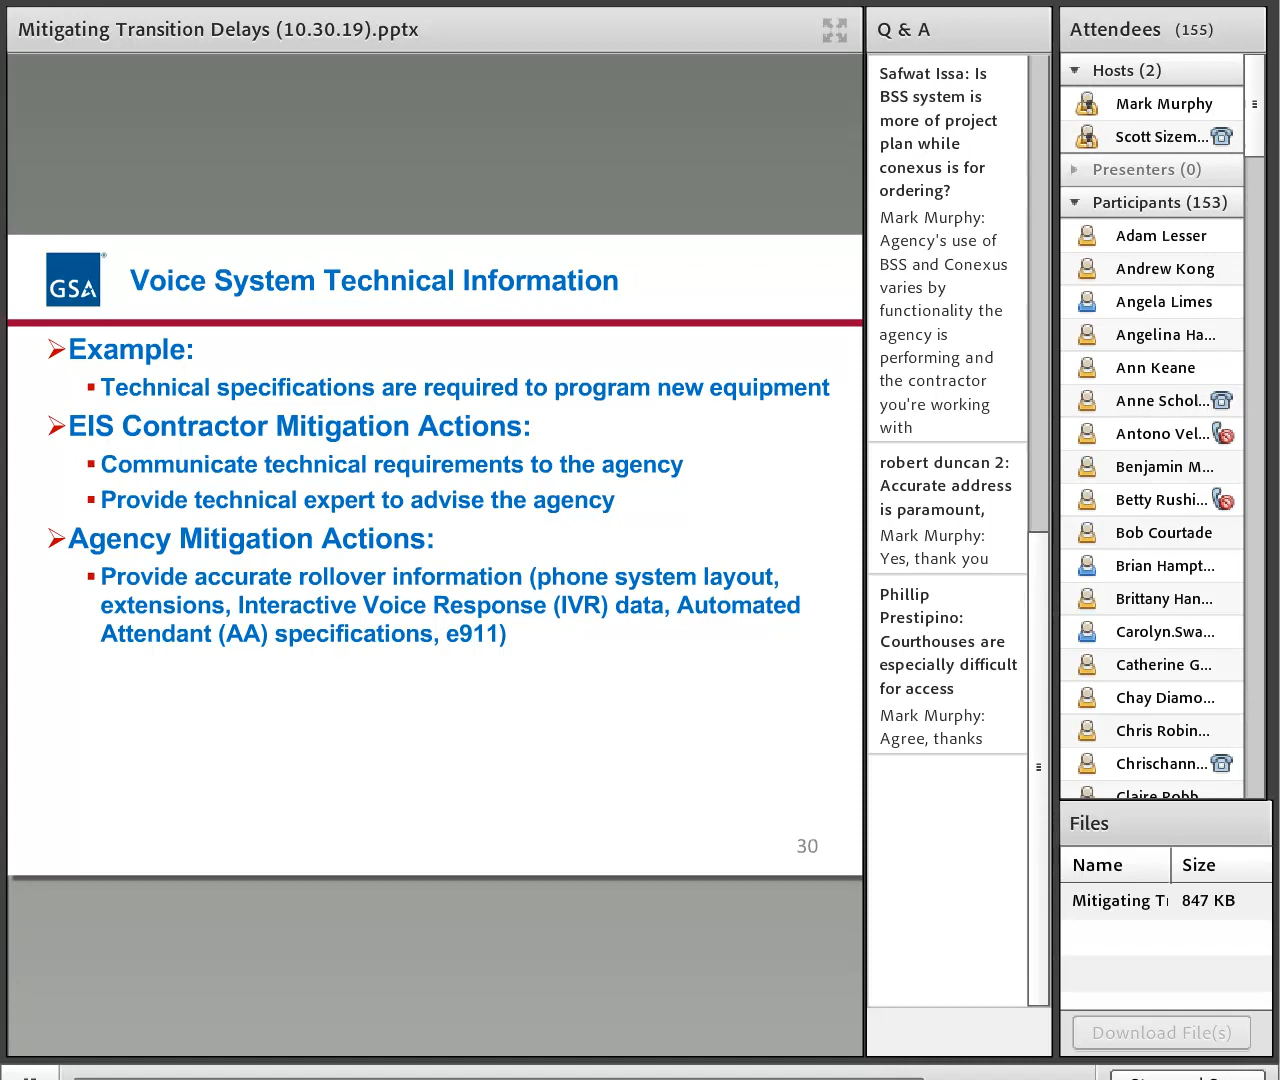 Mitigating Transition Delays (10.30.19).pptx
GSA
®
Voice System Technical Information
Example:
Technical specifications are required to program new equipment
EIS Contractor Mitigation Actions:
Communicate technical requirements to the agency
Provide technical expert to advise the agency
Agency Mitigation Actions:
Provide accurate rollover information (phone system layout,
extensions, Interactive Voice Response (IVR) data, Automated
Attendant (AA) specifications, e911)
30
Q & A
Safwat Issa: Is
BSS system is
more of project
plan while
conexus is for
ordering?
Mark Murphy:
Agency's use of
BSS and Conexus
varies by
functionality the
agency is
performing and
the contractor
you're working
with
robert duncan 2:
Accurate address
is paramount,
Mark Murphy:
Yes, thank you
Phillip
Prestipino:
Courthouses are
especially difficult
for access
Mark Murphy:
Agree, thanks
Attendees (155)
Hosts (2)
Mark Murphy
Scott Sizem...
Presenters (0)
Participants (153)
Adam Lesser
Andrew Kong
Angela Limes
Angelina Ha...
Ann Keane
Anne Schol...
Antono Vel...
Benjamin M...
Betty Rushi...
Bob Courtade
Brian Hampt...
Brittany Han...
Carolyn.Swa...
Catherine G...
Chay Diamo...
Chris Robin...
Chrischann...
Claire Robb
Files
Name Size
Mitigating Tr 847 KB
Download File(s)